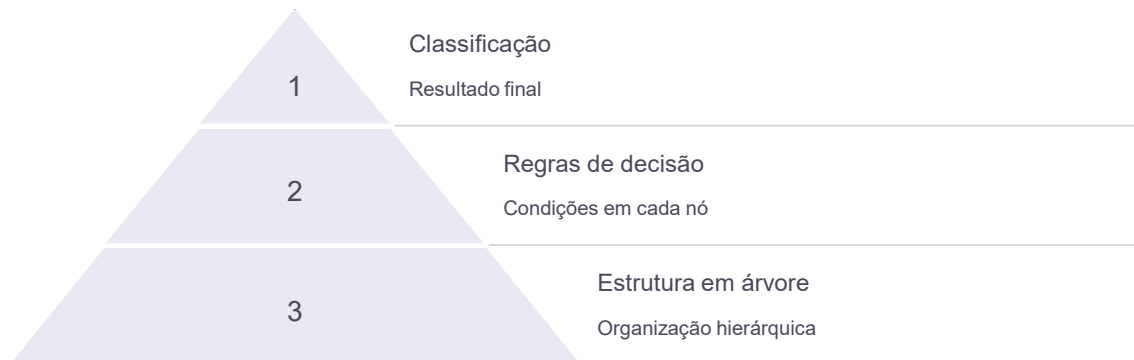 1
Classificação
Resultado final
2
Regras de decisão
Condições em cada nó
3
Estrutura em árvore
Organização hierárquica